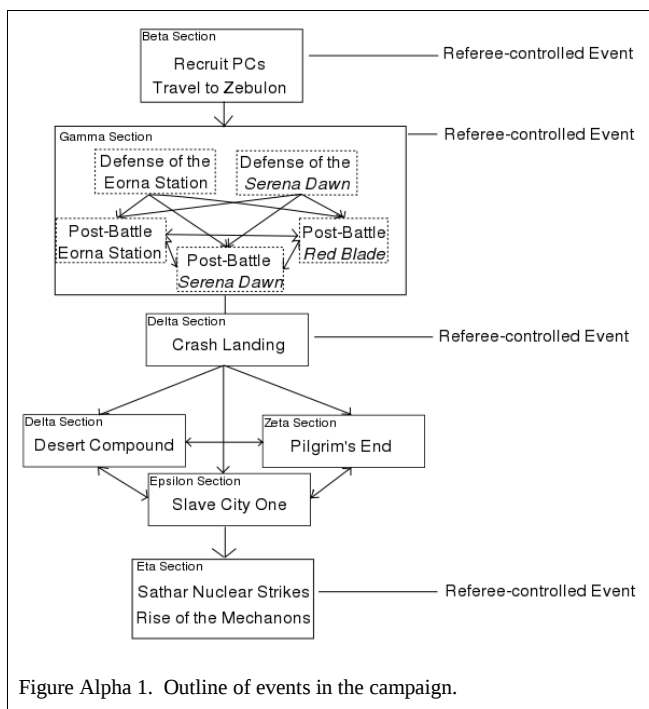 Beta Section
Recruit PCs
Travel to Zebulon
Referee-controlled Event
Gamma Section
Referee-controlled Event
Defense of the
Eorna Station
Defense of the
Serena Dawn
Post-Battle
Eorna Station
Post-Battle
Serena Dawn
Post-Battle
Red Blade
Delta Section
Crash Landing
Referee-controlled Event
Delta Section
Desert Compound
Zeta Section
Pilgrim's End
Epsilon Section
Slave City One
Eta Section
Sathar Nuclear Strikes
Rise of the Mechanons
Referee-controlled Event
Figure Alpha 1. Outline of events in the campaign.